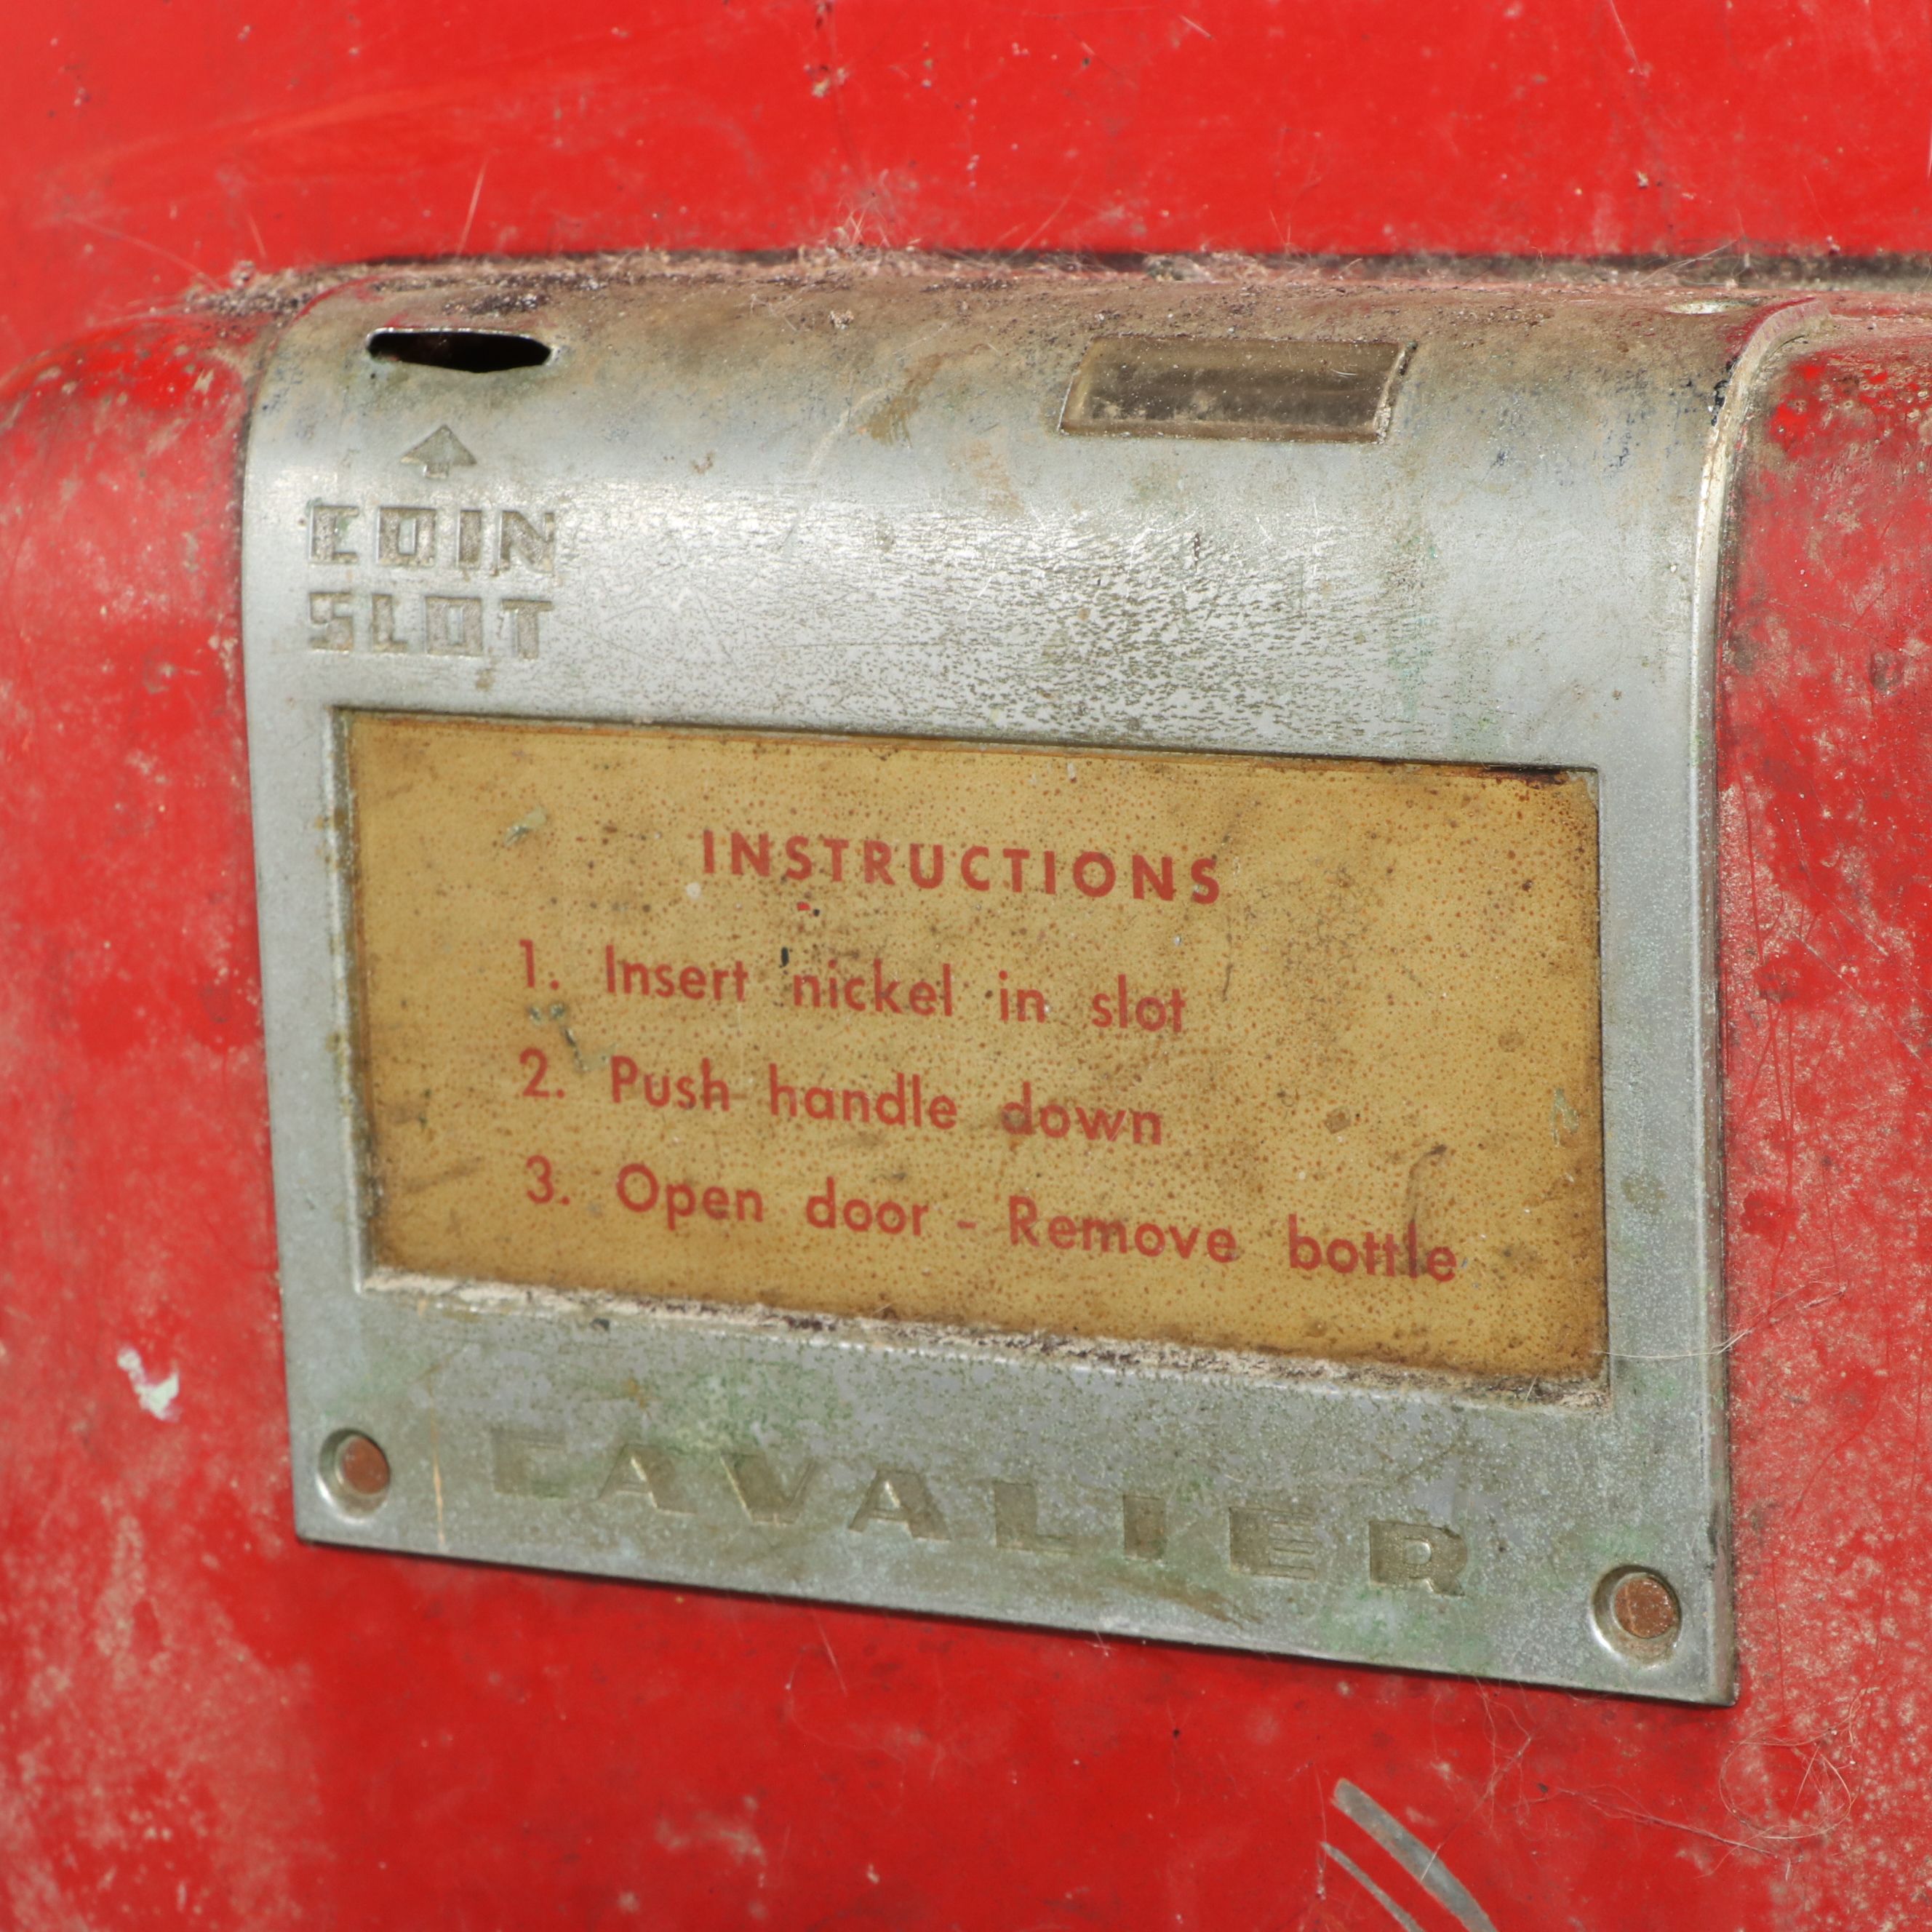 COIN
SLOT
INSTRUCTIONS
1. Insert nickel in slot
2. Push handle down
3. Open door - Remove bottle
CAVALIER